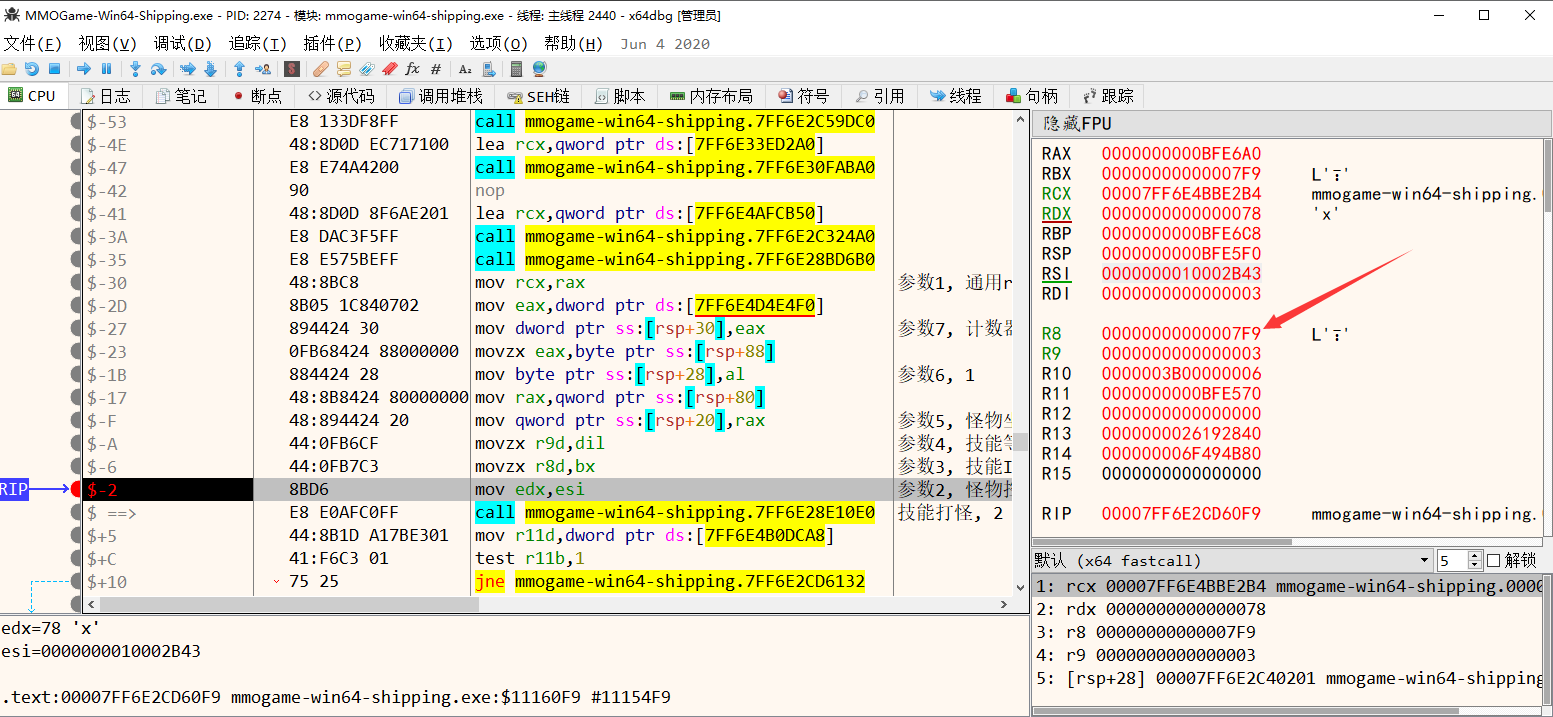 MMOGame-Win64-Shipping.exe - PID: 2274 - 模块: mmogame-win64-shipping.exe - 线程: 主线程 2440 - x64dbg [管理员]
文件(F) 视图(V) 调试(D) 追踪(T) 插件(P) 收藏夹(I) 选项(O) 帮助(H) Jun 4 2020
CPU 日志 笔记 断点 源代码 调用堆栈 SEH链 脚本 内存布局 符号 引用 线程 句柄 跟踪
$-53 E8 133DF8FF call mmogame-win64-shipping.7FF6E2C59DC0
$-4E 48:8D0D EC717100 lea rcx,qword ptr ds:[7FF6E33ED2A0]
$-47 E8 E74A4200 call mmogame-win64-shipping.7FF6E30FABA0
$-42 90 nop
$-41 48:8D0D 8F6AE201 lea rcx,qword ptr ds:[7FF6E4AFCB50]
$-3A E8 DAC3F5FF call mmogame-win64-shipping.7FF6E2C324A0
$-35 E8 E575BEFF call mmogame-win64-shipping.7FF6E28BD6B0
$-30 48:8BC8 mov rcx,rax 参数1, 通用r
$-2D 8B05 1C840702 mov eax,dword ptr ds:[7FF6E4D4E4F0]
$-27 894424 30 mov dword ptr ss:[rsp+30],eax 参数7, 计数器
$-23 0FB68424 88000000 movzx eax,byte ptr ss:[rsp+88]
$-1B 884424 28 mov byte ptr ss:[rsp+28],al 参数6, 1
$-17 48:8B8424 80000000 mov rax,qword ptr ss:[rsp+80]
$-F 48:894424 20 mov qword ptr ss:[rsp+20],rax 参数5, 怪物
$-A 44:0FB6CF movzx r9d,dil 参数4, 技能
$-6 44:0FB7C3 movzx r8d,bx 参数3, 技能I
RIP $-2 8BD6 mov edx,esi 参数2, 怪物
$ ==> E8 E0AFC0FF call mmogame-win64-shipping.7FF6E28E10E0 技能打怪, 2
$+5 44:8B1D A17BE301 mov r11d,dword ptr ds:[7FF6E4B0DCA8]
$+C 41:F6C3 01 test r11b,1
$+10 75 25 jne mmogame-win64-shipping.7FF6E2CD6132
edx=78 'x'
esi=0000000010002B43
.text:00007FF6E2CD60F9 mmogame-win64-shipping.exe:$11160F9 #11154F9
隐藏FPU
RAX 0000000000BFE6A0
RBX 00000000000007F9 L'
RCX 00007FF6E4BBE2B4 mmogame-win64-shipping.
RDX 0000000000000078 'x'
RBP 0000000000BFE6C8
RSP 0000000000BFE5F0
RSI 0000000010002B43
RDI 0000000000000003
R8 00000000000007F9 L'
R9 0000000000000003
R10 0000003B00000006
R11 0000000000BFE570
R12 0000000000000000
R13 0000000026192840
R14 000000006F494B80
R15 0000000000000000
RIP 00007FF6E2CD60F9 mmogame-win64-shipping.
默认 (x64 fastcall) 5 解锁
1: rcx 00007FF6E4BBE2B4 mmogame-win64-shipping.0000
2: rdx 0000000000000078
3: r8 00000000000007F9
4: r9 0000000000000003
5: [rsp+28] 00007FF6E2C40201 mmogame-win64-shipping